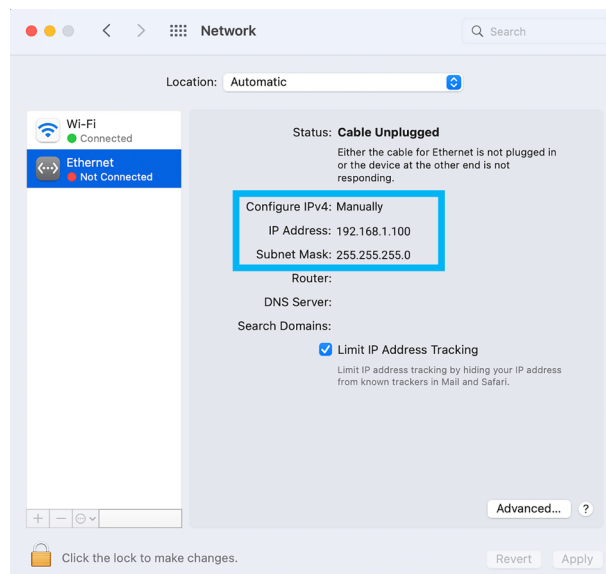 Network
Search
Location: Automatic
Wi-Fi
Connected
Ethernet
Not Connected
Status: Cable Unplugged
Either the cable for Ethernet is not plugged in
or the device at the other end is not
responding.
Configure IPv4: Manually
IP Address: 192.168.1.100
Subnet Mask: 255.255.255.0
Router:
DNS Server:
Search Domains:
Limit IP Address Tracking
Limit IP address tracking by hiding your IP address
from known trackers in Mail and Safari.
Advanced... ?
Click the lock to make changes.
Revert Apply